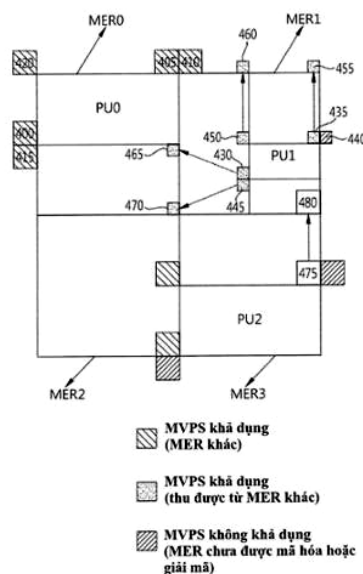 MER0
460
MER1
420
405
410
455
PU0
435
400
465
450
430
PU1
440
415
470
445
480
475
PU2
MER2
MER3
MVPS khả dụng
(MER khác)
MVPS khả dụng
(thu được từ MER khác)
MVPS không khả dụng
(MER chưa được mã hóa hoặc
giải mã)